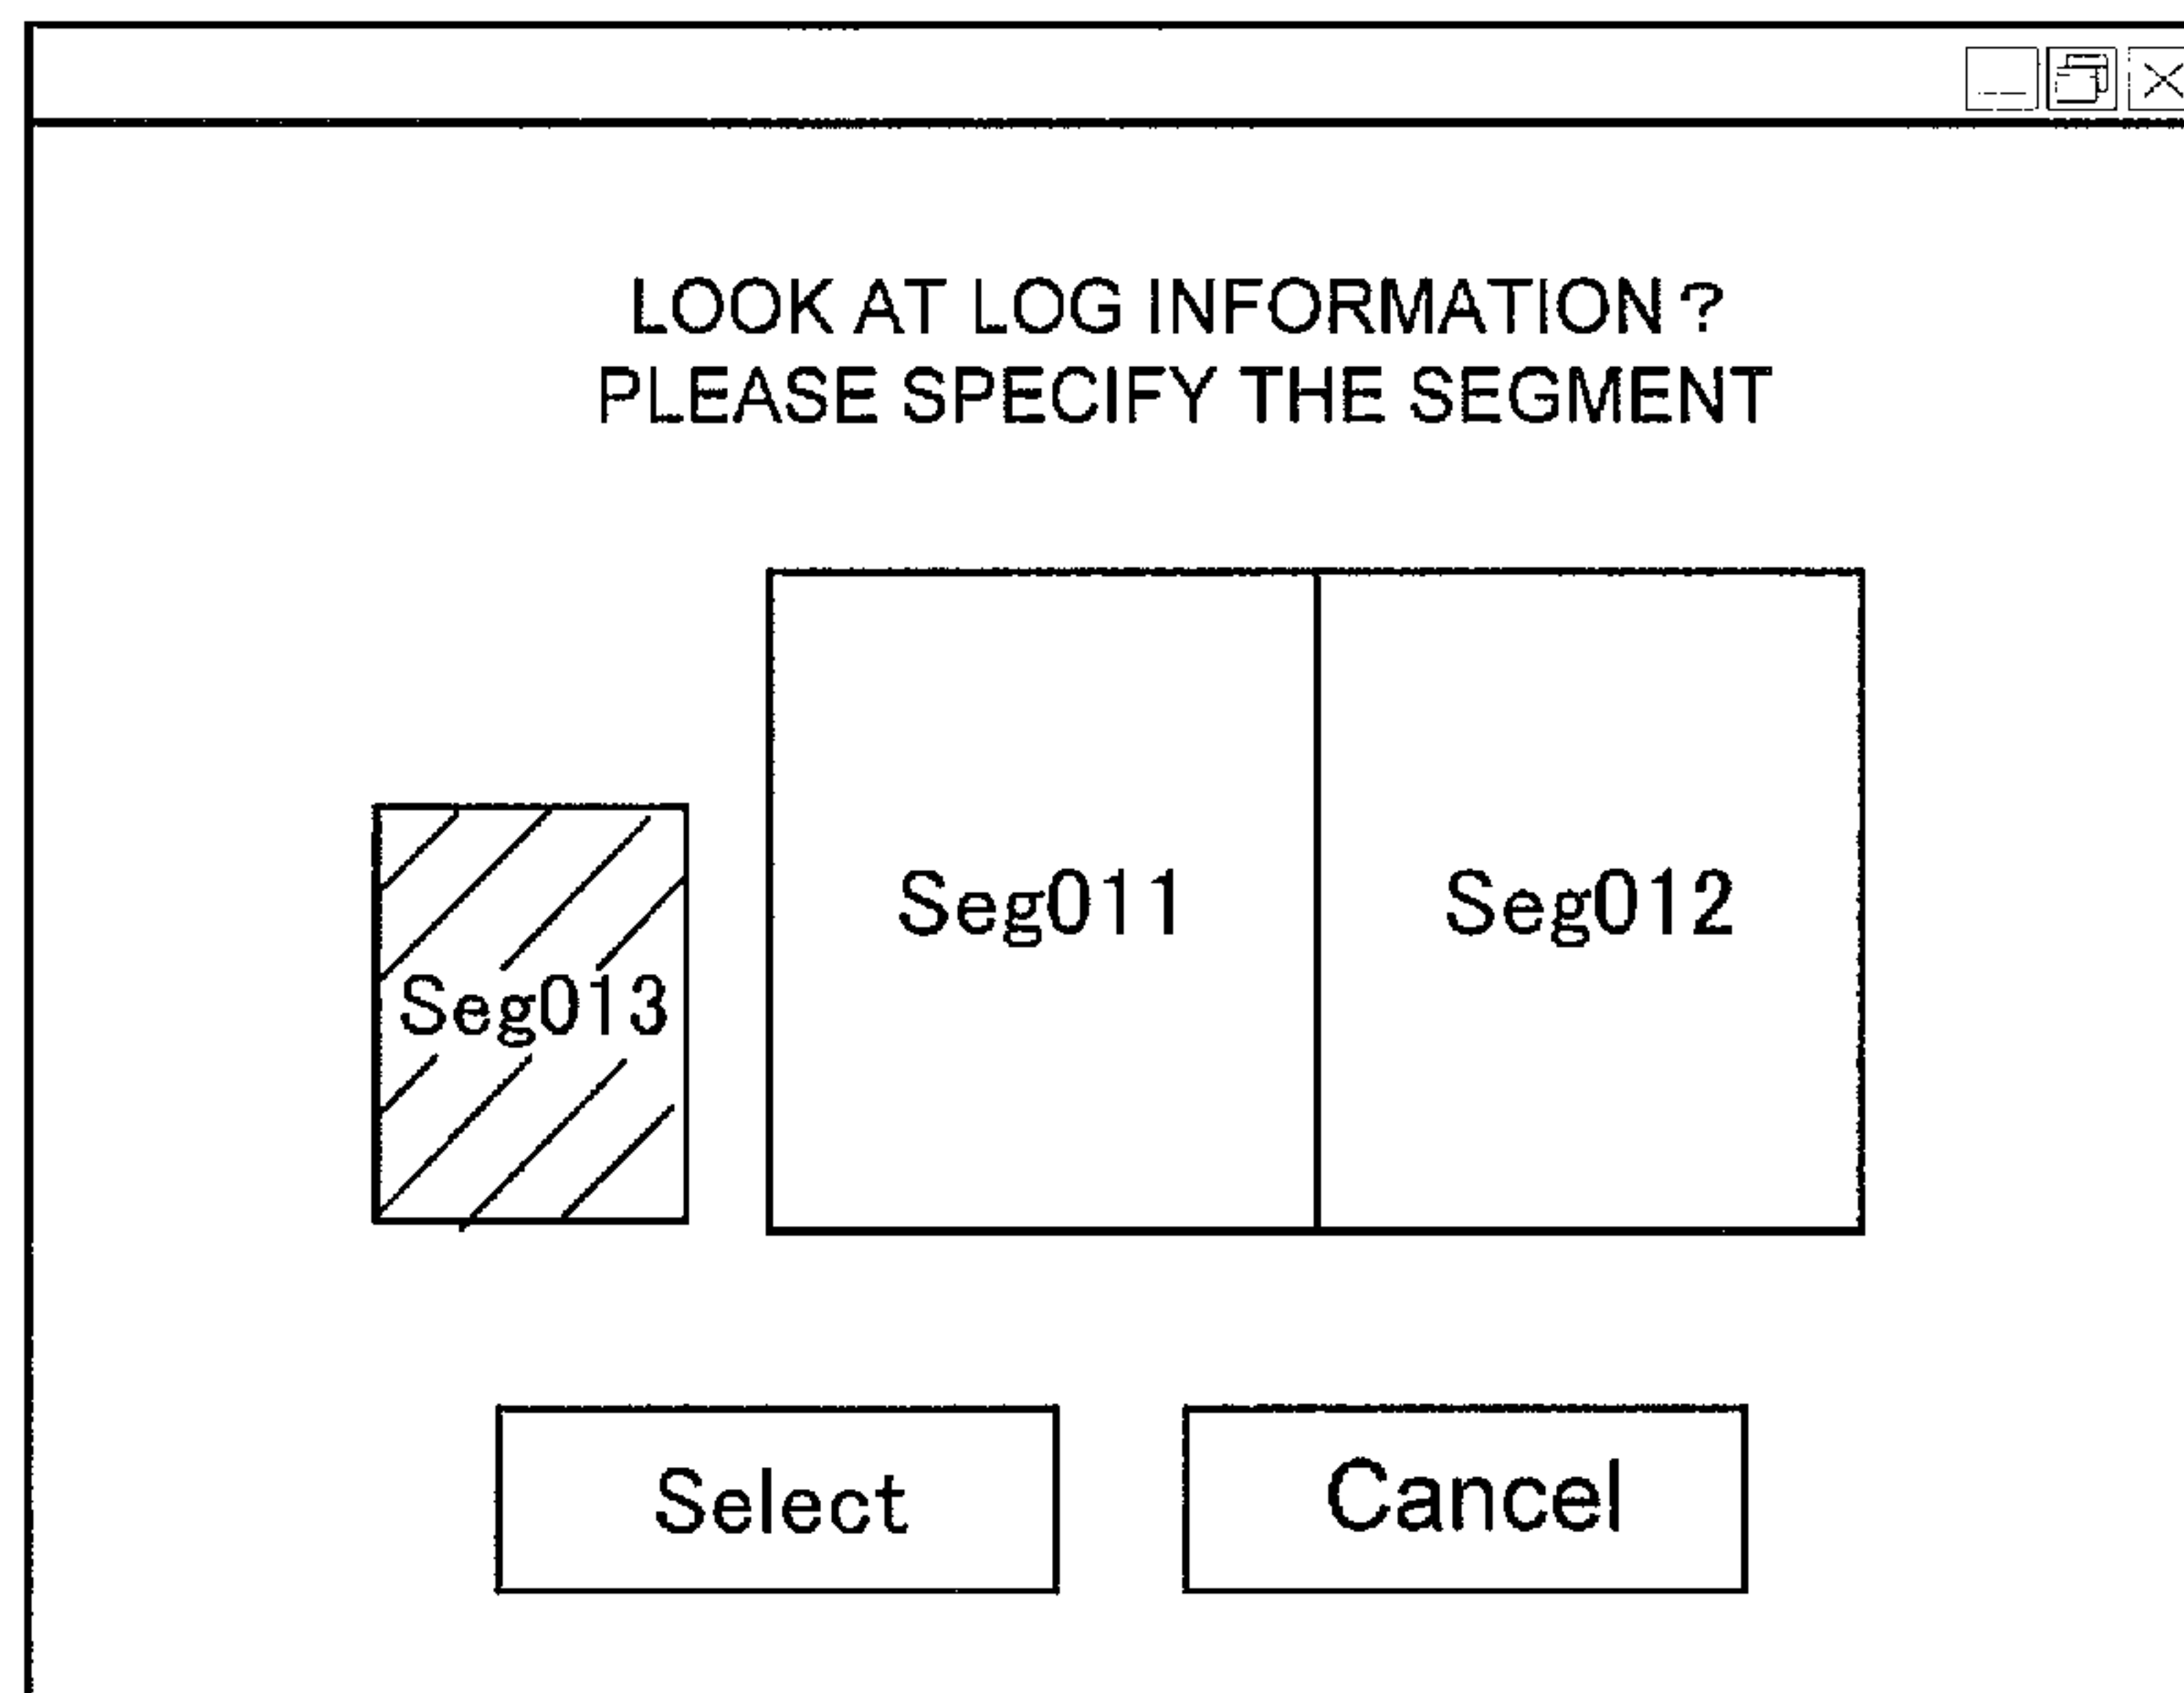 LOOK AT LOG INFORMATION ?
PLEASE SPECIFY THE SEGMENT
Seg011
Seg012
Seg013
Select
Cancel